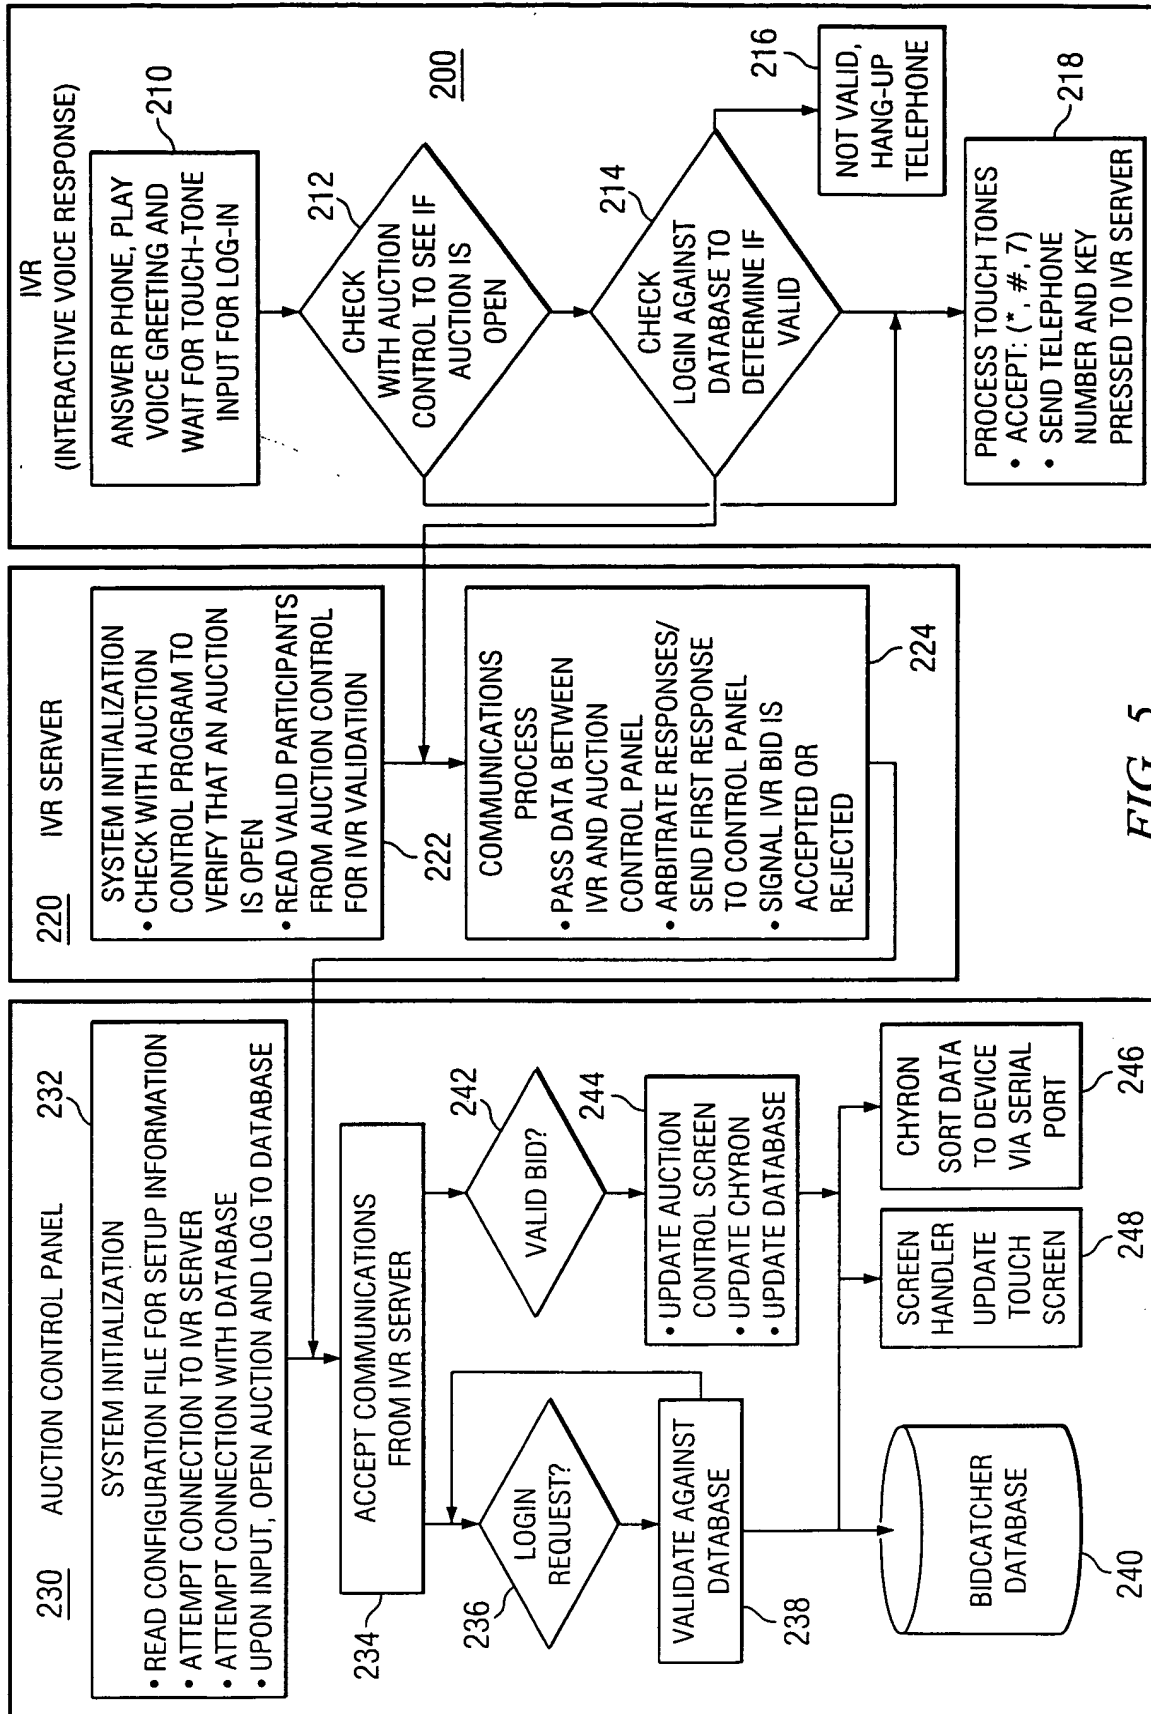 230
AUCTION CONTROL PANEL
SYSTEM INITIALIZATION
• READ CONFIGURATION FILE FOR SETUP INFORMATION
• ATTEMPT CONNECTION TO IVR SERVER
• ATTEMPT CONNECTION WITH DATABASE
• UPON INPUT, OPEN AUCTION AND LOG TO DATABASE
232
ACCEPT COMMUNICATIONS
FROM IVR SERVER
234
LOGIN
REQUEST?
236
VALID BID?
242
VALIDATE AGAINST
DATABASE
238
• UPDATE AUCTION
CONTROL SCREEN
• UPDATE CHYRON
• UPDATE DATABASE
244
BIDCATCHER
DATABASE
240
SCREEN
HANDLER
UPDATE
TOUCH
SCREEN
248
CHYRON
SORT DATA
TO DEVICE
VIA SERIAL
PORT
246
220
IVR SERVER
SYSTEM INITIALIZATION
• CHECK WITH AUCTION
CONTROL PROGRAM TO
VERIFY THAT AN AUCTION
IS OPEN
• READ VALID PARTICIPANTS
FROM AUCTION CONTROL
FOR IVR VALIDATION
222
COMMUNICATIONS
PROCESS
• PASS DATA BETWEEN
IVR AND AUCTION
CONTROL PANEL
• ARBITRATE RESPONSES/
SEND FIRST RESPONSE
TO CONTROL PANEL
• SIGNAL IVR BID IS
ACCEPTED OR
REJECTED
224
IVR
(INTERACTIVE VOICE RESPONSE)
ANSWER PHONE, PLAY
VOICE GREETING AND
WAIT FOR TOUCH-TONE
INPUT FOR LOG-IN
210
200
CHECK
WITH AUCTION
CONTROL TO SEE IF
AUCTION IS
OPEN
212
CHECK
LOGIN AGAINST
DATABASE TO
DETERMINE IF
VALID
214
NOT VALID,
HANG-UP
TELEPHONE
216
PROCESS TOUCH TONES
• ACCEPT: (*, #, 7)
• SEND TELEPHONE
NUMBER AND KEY
PRESSED TO IVR SERVER
218
FIG. 5